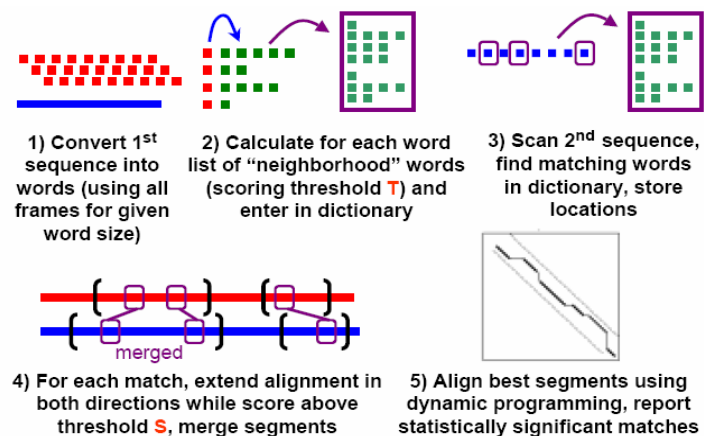 1) Convert 1st
sequence into
words (using all
frames for given
word size)
2) Calculate for each word
list of “neighborhood” words
(scoring threshold T) and
enter in dictionary
3) Scan 2nd sequence,
find matching words
in dictionary, store
locations
merged
4) For each match, extend alignment in
both directions while score above
threshold S, merge segments
5) Align best segments using
dynamic programming, report
statistically significant matches